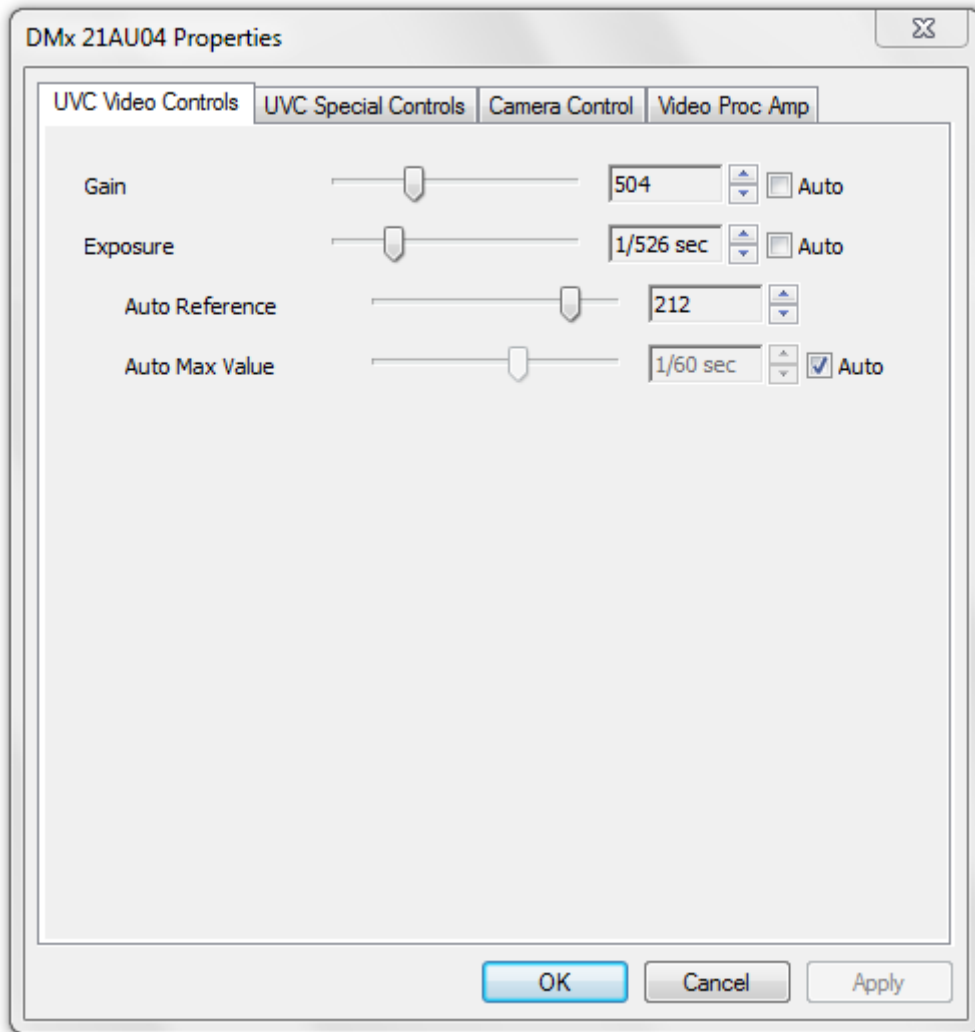 DMx 21AU04 Properties
UVC Video Controls UVC Special Controls Camera Control Video Proc Amp
Gain 504 Auto
Exposure 1/526 sec Auto
Auto Reference 212
Auto Max Value 1/60 sec Auto
OK Cancel Apply